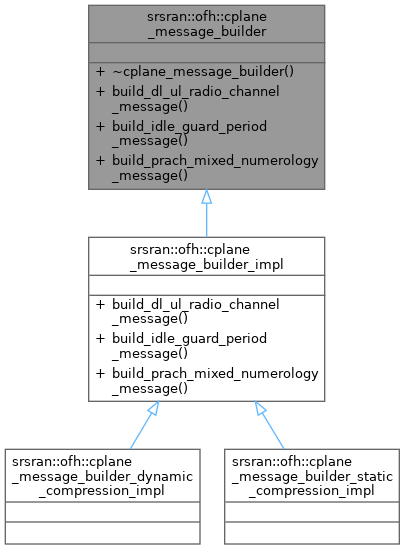 srsran::ofh::cplane
_message_builder
+ ~cplane_message_builder()
+ build_dl_ul_radio_channel
_message()
+ build_idle_guard_period
_message()
+ build_prach_mixed_numerology
_message()
srsran::ofh::cplane
_message_builder_impl
+ build_dl_ul_radio_channel
_message()
+ build_idle_guard_period
_message()
+ build_prach_mixed_numerology
_message()
srsran::ofh::cplane
_message_builder_dynamic
_compression_impl
srsran::ofh::cplane
_message_builder_static
_compression_impl